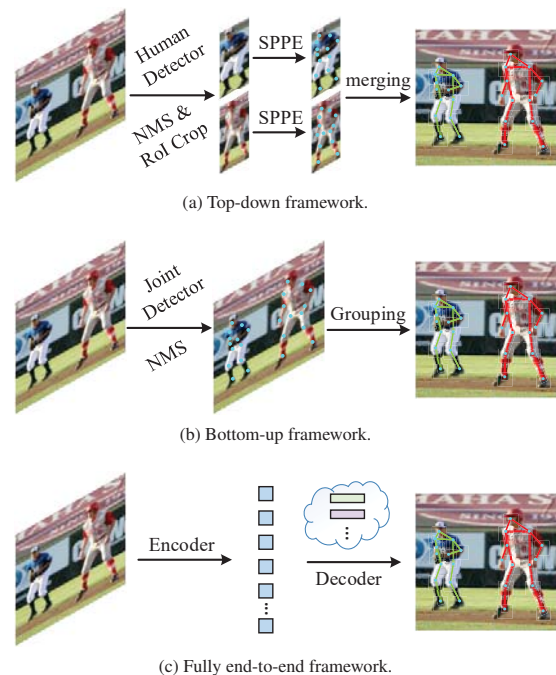 Human
Detector
NMS &
RoI Crop
SPPE
SPPE
merging
(a) Top-down framework.
Joint
Detector
NMS
Grouping
(b) Bottom-up framework.
Encoder
Decoder
(c) Fully end-to-end framework.